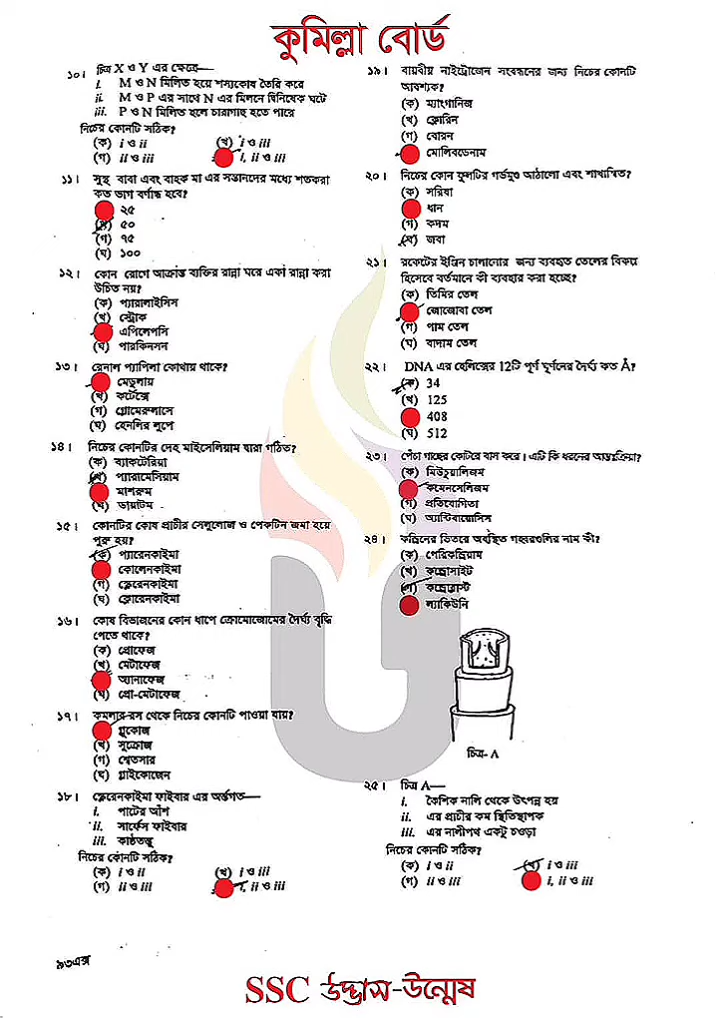 কুমিল্লা বোর্ড
১০। চিত্র X ও Y এর ক্ষেত্রে—
i. M ও N মিলিত হয়ে শস্যকোষ তৈরি করে
ii. M ও P এর সাথে N এর মিলনে দ্বিনিষেক ঘটে
iii. P ও N মিলিত হলে চারাগাছ হতে পারে
নিচের কোনটি সঠিক?
(ক) i ও ii (খ) i ও iii
(গ) ii ও iii i, ii ও iii
১১। সুস্থ বাবা এবং বাহক মা এর সন্তানদের মধ্যে শতকরা
কত ভাগ বর্ণান্ধ হবে?
২৫
(খ) ৫০
(গ) ৭৫
(ঘ) ১০০
১২। কোন রোগে আক্রান্ত ব্যক্তির রান্না ঘরে একা রান্না করা
উচিত নয়?
(ক) প্যারালাইসিস
(খ) স্ট্রোক
এপিলেপসি
(ঘ) পারকিনসন
১৩। রেনাল প্যাপিলা কোথায় থাকে?
মেডুলায়
(খ) কর্টেক্সে
(গ) গ্লোমেরুলাসে
(ঘ) হেনলির লুপে
১৪। নিচের কোনটির দেহ মাইসেলিয়াম দ্বারা গঠিত?
(ক) ব্যাকটেরিয়া
(খ) প্যারামেসিয়াম
মাশরুম
(ঘ) ডায়াটম
১৫। কোনটির কোষ প্রাচীর সেলুলোজ ও পেকটিন জমা হয়ে
পুরু হয়?
(ক) প্যারেনকাইমা
কোলেনকাইমা
(গ) স্ক্লেরেনকাইমা
(ঘ) ক্লোরেনকাইমা
১৬। কোষ বিভাজনের কোন ধাপে ক্রোমোজোমের দৈর্ঘ্য বৃদ্ধি
পেতে থাকে?
(ক) প্রোফেজ
(খ) মেটাফেজ
অ্যানাফেজ
(ঘ) প্রো-মেটাফেজ
১৭। কমলার রস থেকে নিচের কোনটি পাওয়া যায়?
গ্লুকোজ
(খ) সুক্রোজ
(গ) শ্বেতসার
(ঘ) গ্লাইকোজেন
১৮। স্ক্লেরেনকাইমা ফাইবার এর অর্ন্তগত—
i. পাটের আঁশ
ii. সার্ফেস ফাইবার
iii. কাষ্ঠতন্তু
নিচের কোনটি সঠিক?
(ক) i ও ii (খ) i ও iii
(গ) ii ও iii i, ii ও iii
৯৩এক্স
১৯। বায়বীয় নাইট্রোজেন সংবন্ধনের জন্য নিচের কোনটি
আবশ্যক?
(ক) ম্যাংগানিজ
(খ) ক্লোরিন
(গ) বোরন
মোলিবডেনাম
২০। নিচের কোন ফুলটির গর্ভমুণ্ড আঠালো এবং শাখান্বিত?
(ক) সরিষা
ধান
(গ) কদম
(ঘ) জবা
২১। রকেটের ইঞ্জিন চালানোর জন্য ব্যবহৃত তেলের বিকল্প
হিসেবে বর্তমানে কী ব্যবহার করা হচ্ছে?
(ক) তিমির তেল
জোজোবা তেল
(গ) পাম তেল
(ঘ) বাদাম তেল
২২। DNA এর হেলিক্সের 12টি পূর্ণ ঘূর্ণনের দৈর্ঘ্য কত Å?
(ক) 34
(খ) 125
408
(ঘ) 512
২৩। পেঁচা গাছের কোটরে বাস করে। এটি কি ধরনের আন্তঃক্রিয়া?
(ক) মিউচুয়ালিজম
কমেনসেলিজম
(গ) প্রতিযোগিতা
(ঘ) অ্যান্টিবায়োসিস
২৪। কন্ড্রিনের ভিতরে অবস্থিত গহ্বরগুলির নাম কী?
(ক) পেরিকন্ড্রিয়াম
(খ) কন্ড্রোসাইট
(গ) কন্ড্রোব্লাস্ট
ল্যাকিউনি
চিত্র- A
২৫। চিত্র A—
i. কৈশিক নালি থেকে উৎপন্ন হয়
ii. এর প্রাচীর কম স্থিতিস্থাপক
iii. এর নালীপথ একটু চওড়া
নিচের কোনটি সঠিক?
(ক) i ও ii (খ) i ও iii
(গ) ii ও iii i, ii ও iii
SSC উদ্ভাস-উন্মেষ